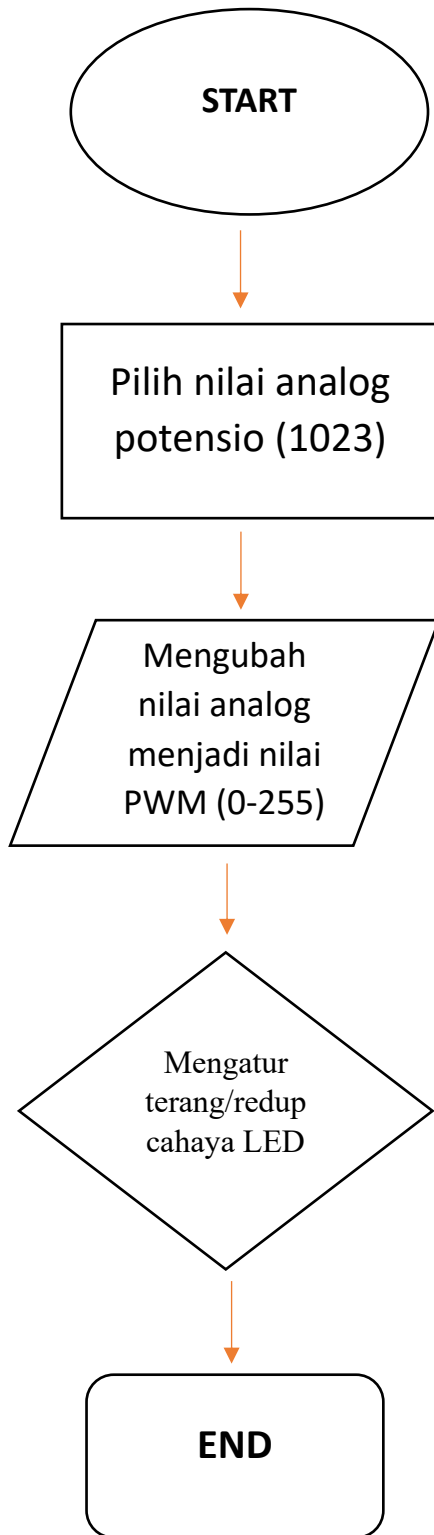 START
Pilih nilai analog
potensio (1023)
Mengubah
nilai analog
menjadi nilai
PWM (0-255)
Mengatur
terang/redup
cahaya LED
END